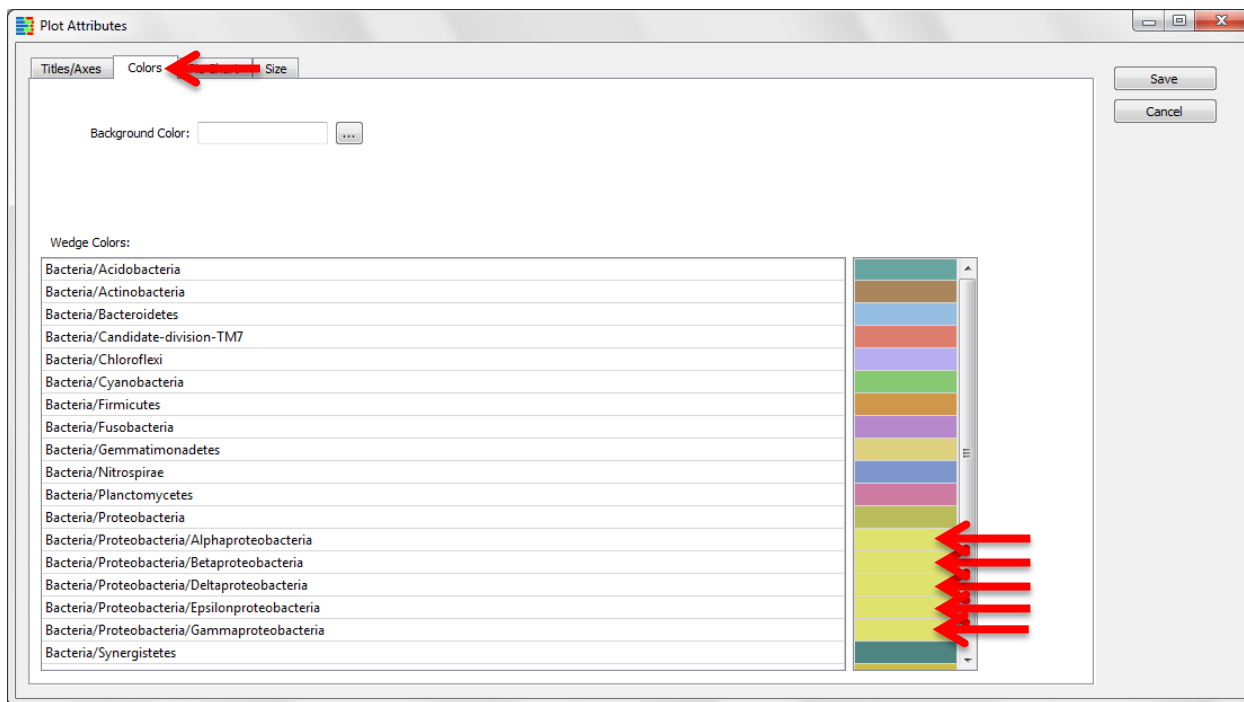 Plot Attributes
Titles/Axes Colors Size
Save
Cancel
Background Color:
...
Wedge Colors:
Bacteria/Acidobacteria
Bacteria/Actinobacteria
Bacteria/Bacteroidetes
Bacteria/Candidate-division-TM7
Bacteria/Chloroflexi
Bacteria/Cyanobacteria
Bacteria/Firmicutes
Bacteria/Fusobacteria
Bacteria/Gemmatimonadetes
Bacteria/Nitrospirae
Bacteria/Planctomycetes
Bacteria/Proteobacteria
Bacteria/Proteobacteria/Alphaproteobacteria
Bacteria/Proteobacteria/Betaproteobacteria
Bacteria/Proteobacteria/Deltaproteobacteria
Bacteria/Proteobacteria/Epsilonproteobacteria
Bacteria/Proteobacteria/Gammaproteobacteria
Bacteria/Synergistetes